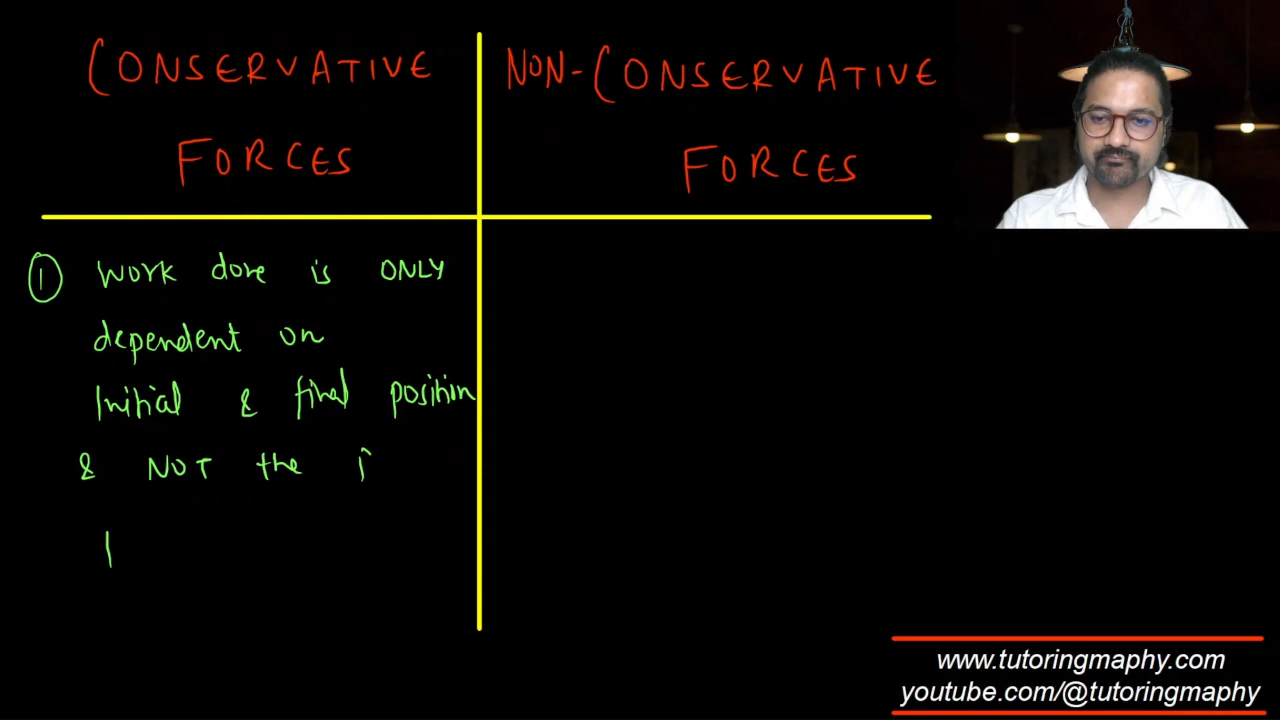 CONSERVATIVE
FORCES
NON-CONSERVATIVE
FORCES
① Work done is ONLY
dependent on
Initial & final position
& NOT the
www.tutoringmaphy.com
youtube.com/@tutoringmaphy